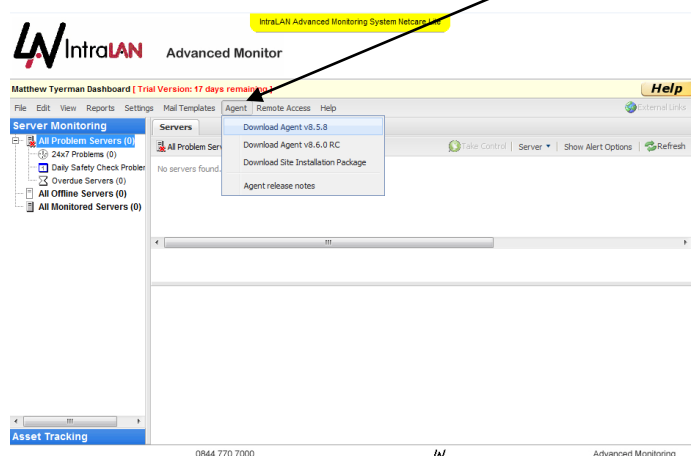 IntraLAN Advanced Monitoring System Netcare Lite
IntraLAN Advanced Monitor
Matthew Tyerman Dashboard [ Trial Version: 17 days remaining ]
Help
File Edit View Reports Settings Mail Templates Agent Remote Access Help External Links
Server Monitoring
All Problem Servers (0)
24x7 Problems (0)
Daily Safety Check Probler
Overdue Servers (0)
All Offline Servers (0)
All Monitored Servers (0)
Servers
All Problem Serv
Take Control Server Show Alert Options Refresh
No servers found.
Download Agent v8.5.8
Download Agent v8.6.0 RC
Download Site Installation Package
Agent release notes
Asset Tracking
0844 770 7000
Advanced Monitoring